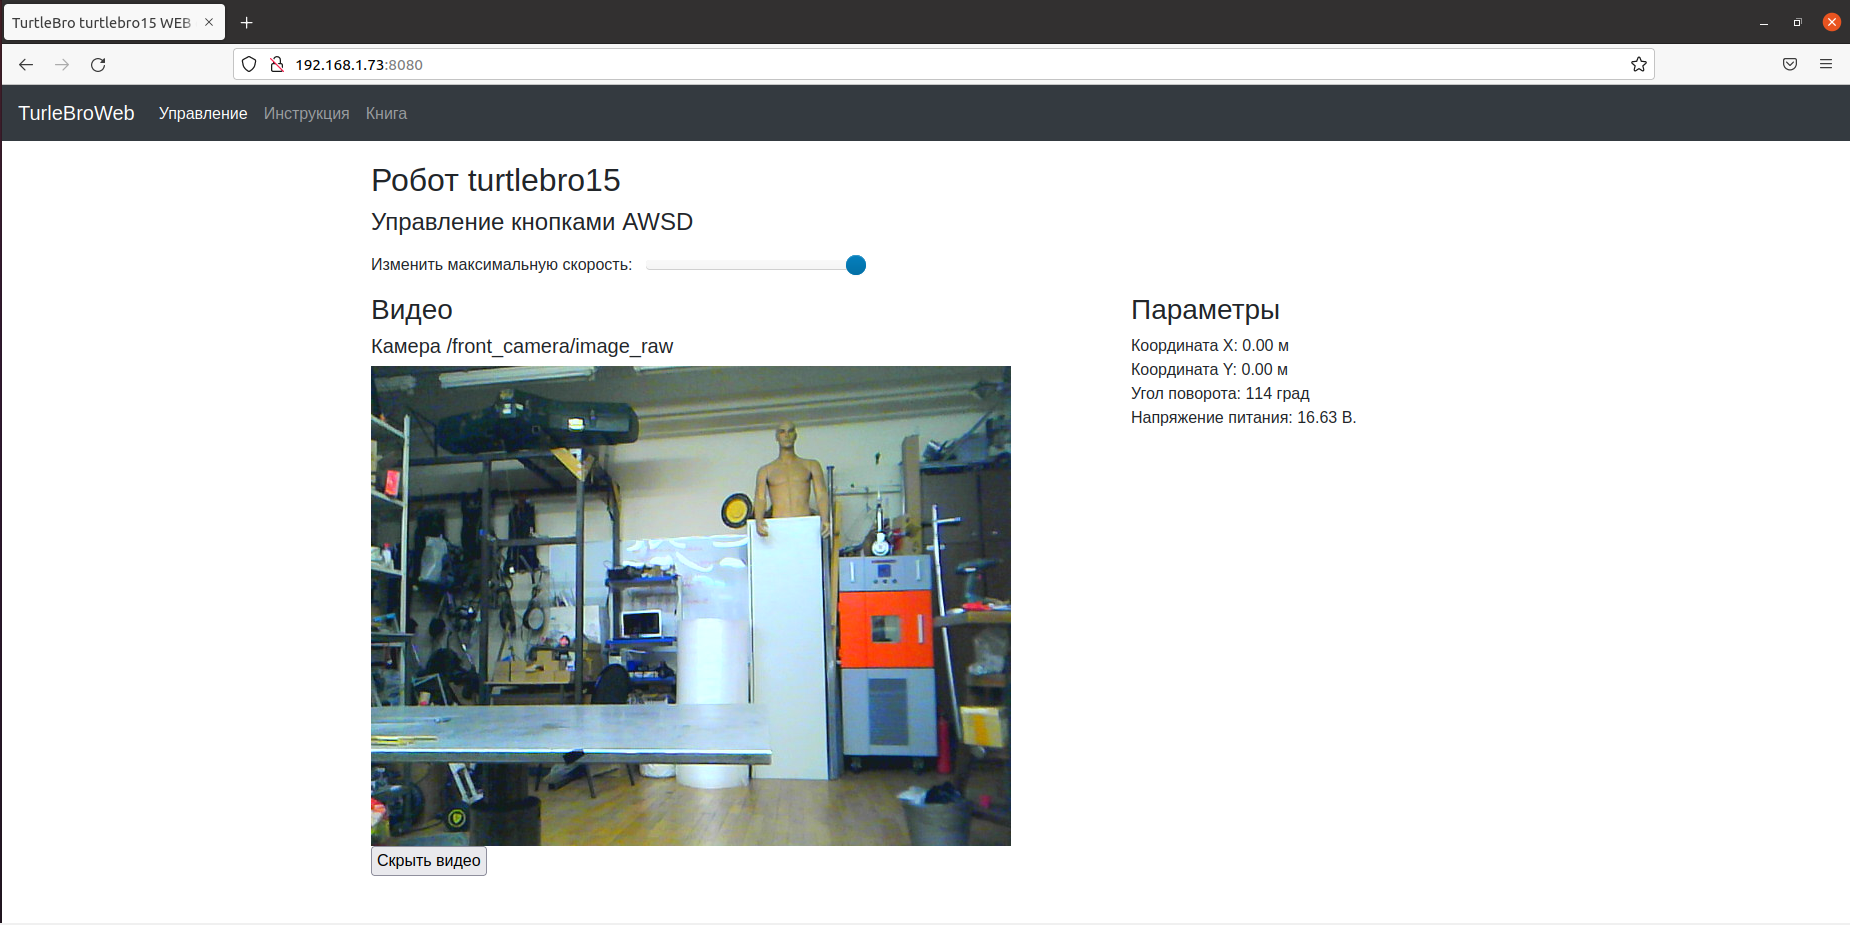 TurtleBro turtlebro15 WEB
192.168.1.73:8080
TurleBroWeb Управление Инструкция Книга
Робот turtlebro15
Управление кнопками AWSD
Изменить максимальную скорость:
Видео
Камера /front_camera/image_raw
Скрыть видео
Параметры
Координата X: 0.00 м
Координата Y: 0.00 м
Угол поворота: 114 град
Напряжение питания: 16.63 В.